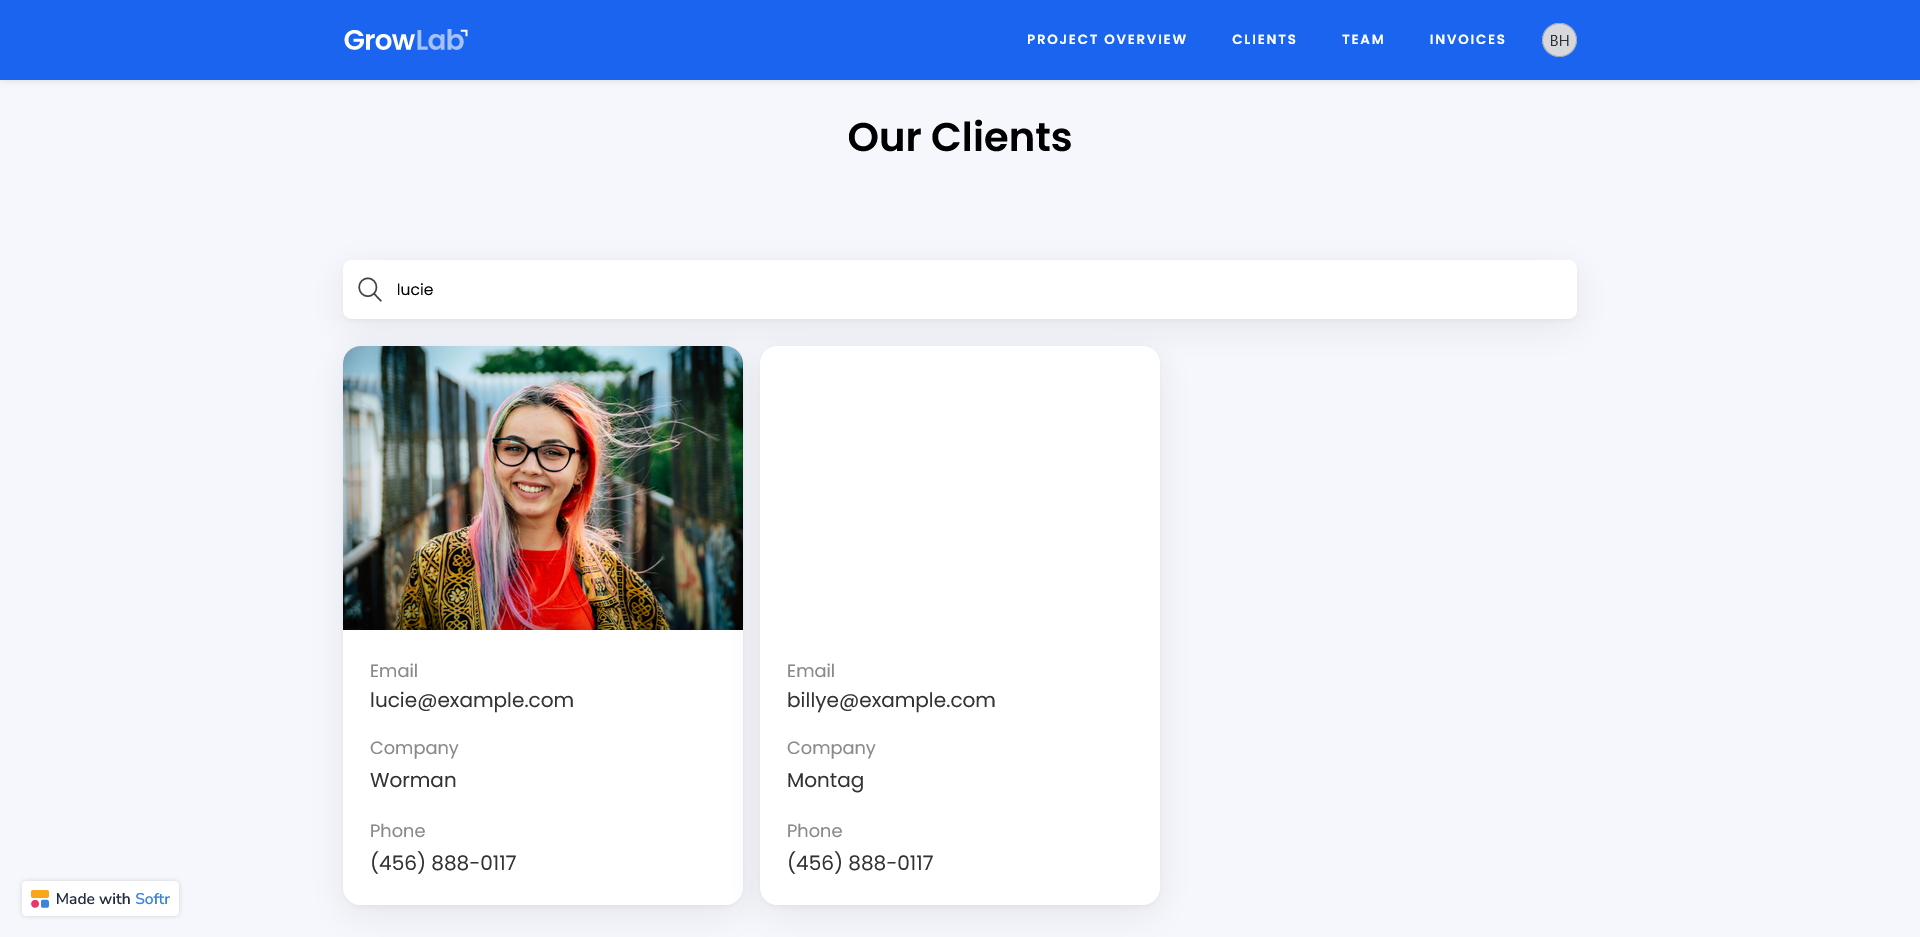 GrowLab
PROJECT OVERVIEW CLIENTS TEAM INVOICES BH
Our Clients
lucie
Email
lucie@example.com
Company
Worman
Phone
(456) 888-0117
Email
billye@example.com
Company
Montag
Phone
(456) 888-0117
Made with Softr